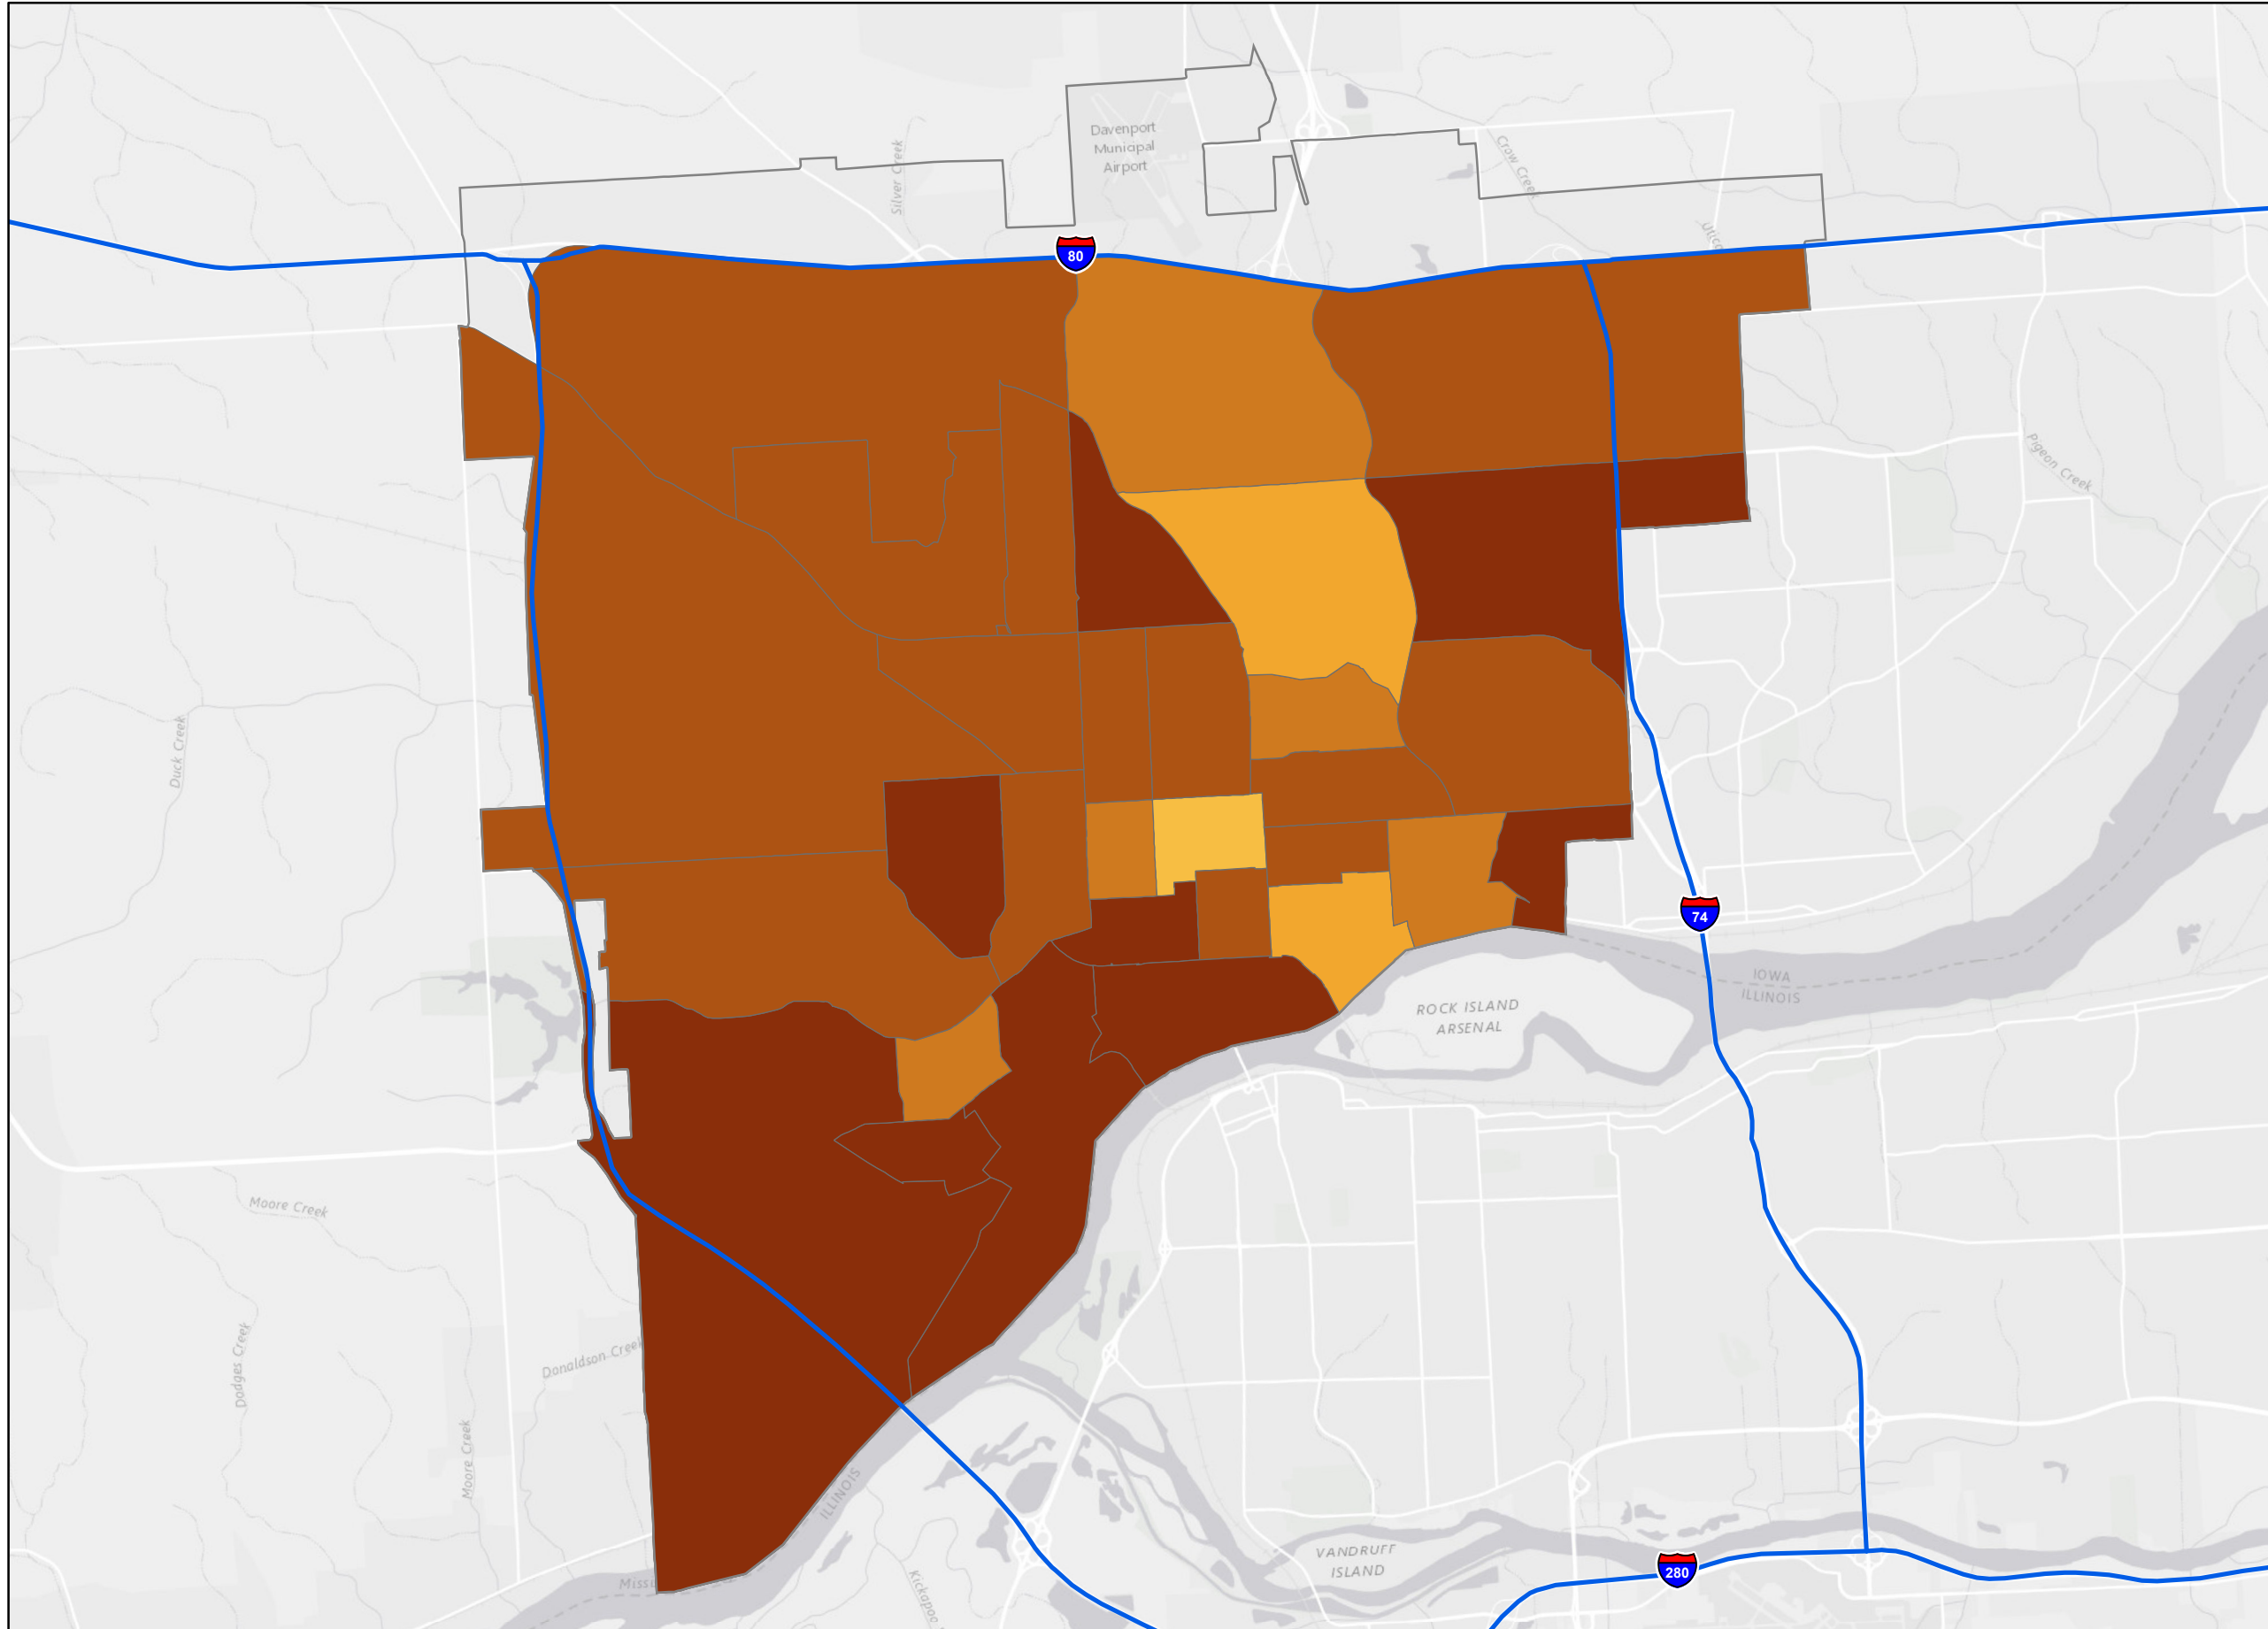 Davenport
Municipal
Airport
Silver Creek
Crow Creek
80
Pigeon Creek
Duck Creek
74
IOWA
ILLINOIS
ROCK ISLAND
ARSENAL
Moore Creek
Dodges Creek
Donaldson Creek
Moore Creek
ILLINOIS
VANDRUFF
ISLAND
280